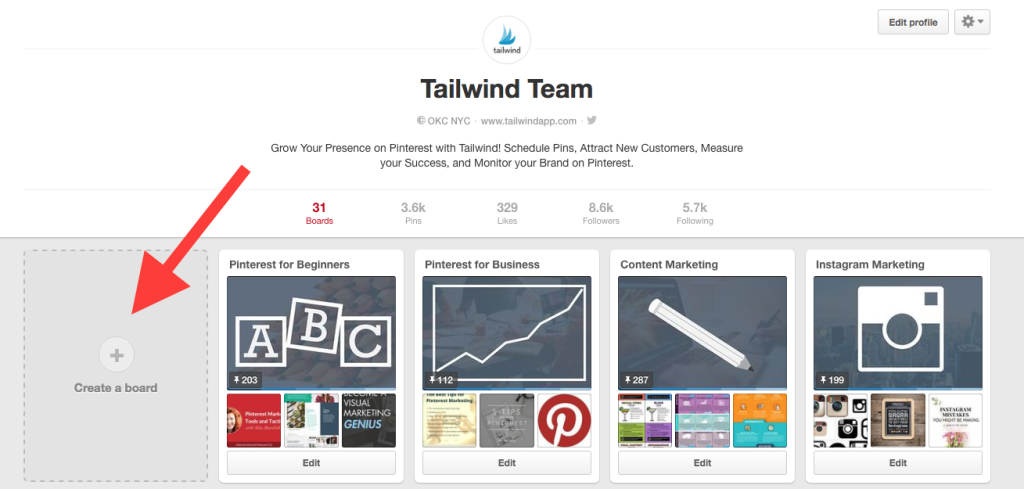 Edit profile
tailwind
Tailwind Team
OKC NYC · www.tailwindapp.com ·
Grow Your Presence on Pinterest with Tailwind! Schedule Pins, Attract New Customers, Measure
your Success, and Monitor your Brand on Pinterest.
31 3.6k 329 8.6k 5.7k
Boards Pins Likes Followers Following
Create a board
Pinterest for Beginners
A B C
203
Pinterest Mark
Tools and Tacti
BECOME A
VISUAL
MARKETING
GENIUS
Edit
Pinterest for Business
112
The Best Tips for
Pinterest Marketing
5 TIPS
PINTEREST
Edit
Content Marketing
287
Edit
Instagram Marketing
199
INSTAGRAM
MISTAKES
YOU MIGHT BE MAKING
Edit